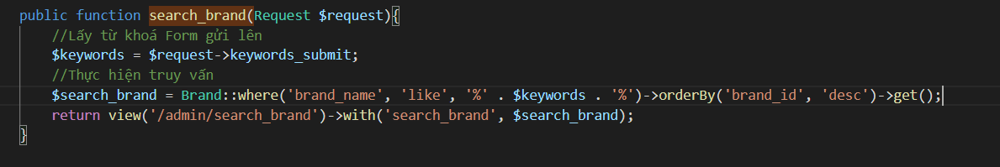 public function search_brand(Request $request){
//Lấy từ khoá Form gửi lên
$keywords = $request->keywords_submit;
//Thực hiện truy vấn
$search_brand = Brand::where('brand_name', 'like', '%' . $keywords . '%')->orderBy('brand_id', 'desc')->get();
return view('/admin/search_brand')->with('search_brand', $search_brand);
}